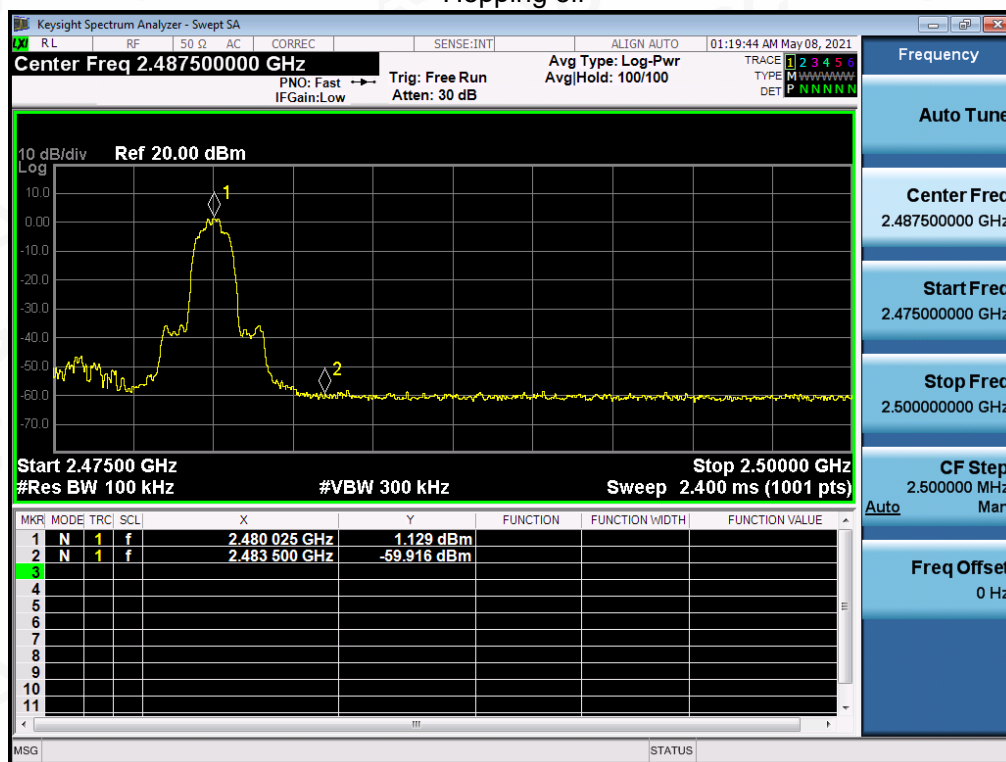 Hopping off
Keysight Spectrum Analyzer - Swept SA
LXI RL RF 50 Ω AC CORREC SENSE:INT ALIGN AUTO 01:19:44 AM May 08, 2021
Center Freq 2.487500000 GHz
PNO: Fast
IFGain:Low
Trig: Free Run
Atten: 30 dB
Avg Type: Log-Pwr
Avg|Hold: 100/100
TRACE 1 2 3 4 5 6
TYPE M WWWWW
DET P N N N N N
10 dB/div Ref 20.00 dBm
Log
10.0
0.00
-10.0
-20.0
-30.0
-40.0
-50.0
-60.0
-70.0
1
2
Start 2.47500 GHz Stop 2.50000 GHz
#Res BW 100 kHz #VBW 300 kHz Sweep 2.400 ms (1001 pts)
MKR MODE TRC SCL X Y FUNCTION FUNCTION WIDTH FUNCTION VALUE
1 N 1 f 2.480 025 GHz 1.129 dBm
2 N 1 f 2.483 500 GHz -59.916 dBm
3
4
5
6
7
8
9
10
11
MSG STATUS
Frequency
Auto Tune
Center Freq
2.487500000 GHz
Start Freq
2.475000000 GHz
Stop Freq
2.500000000 GHz
CF Step
2.500000 MHz
Auto Man
Freq Offset
0 Hz